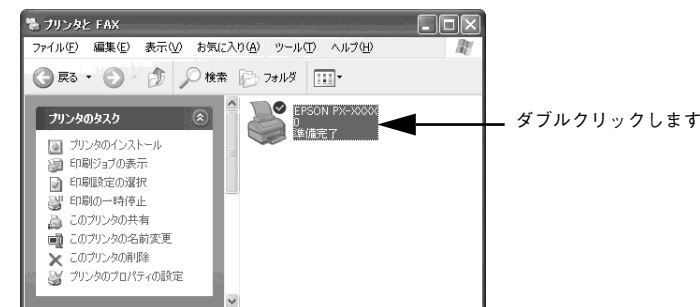 プリンタと FAX
ファイル(F) 編集(E) 表示(V) お気に入り(A) ツール(T) ヘルプ(H)
戻る 検索 フォルダ
プリンタのタスク
プリンタのインストール
印刷ジョブの表示
印刷設定の選択
印刷の一時停止
このプリンタの共有
このプリンタの名前変更
このプリンタの削除
プリンタのプロパティの設定
EPSON PX-XXXX
0
準備完了
ダブルクリックします